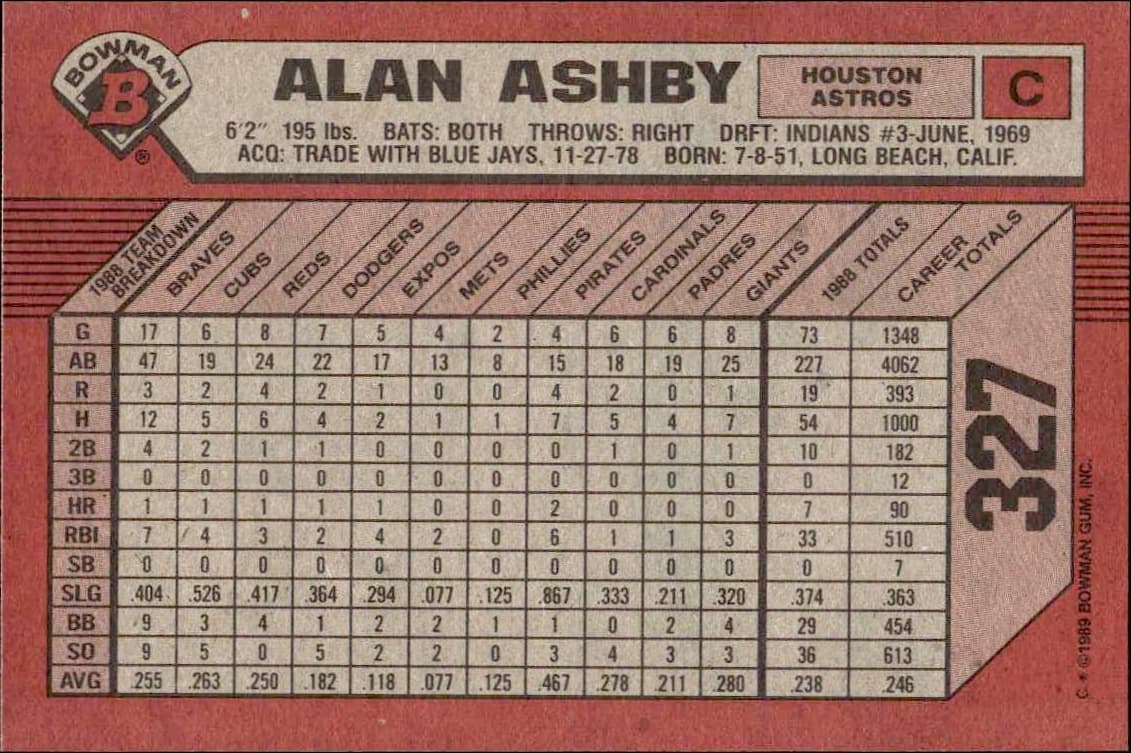 BOWMAN
B
®
ALAN ASHBY
HOUSTON
ASTROS
C
6'2" 195 lbs. BATS: BOTH THROWS: RIGHT DRFT: INDIANS #3-JUNE, 1969
ACQ: TRADE WITH BLUE JAYS, 11-27-78 BORN: 7-8-51, LONG BEACH, CALIF.
1988 TEAM BREAKDOWN BRAVES CUBS REDS DODGERS EXPOS METS PHILLIES PIRATES CARDINALS PADRES GIANTS 1988 TOTALS CAREER TOTALS
G 17 6 8 7 5 4 2 4 6 6 8 73 1348
AB 47 19 24 22 17 13 8 15 18 19 25 227 4062
R 3 2 4 2 1 0 0 4 2 0 1 19 393
H 12 5 6 4 2 1 1 7 5 4 7 54 1000
2B 4 2 1 1 0 0 0 0 1 0 1 10 182
3B 0 0 0 0 0 0 0 0 0 0 0 0 12
HR 1 1 1 1 1 0 0 2 0 0 0 7 90
RBI 7 4 3 2 4 2 0 6 1 1 3 33 510
SB 0 0 0 0 0 0 0 0 0 0 0 0 7
SLG .404 .526 .417 .364 .294 .077 .125 .867 .333 .211 .320 .374 .363
BB 9 3 4 1 2 2 1 1 0 2 4 29 454
SO 9 5 0 5 2 2 0 3 4 3 3 36 613
AVG .255 .263 .250 .182 .118 .077 .125 .467 .278 .211 .280 .238 .246
327
C * ©1989 BOWMAN GUM, INC.